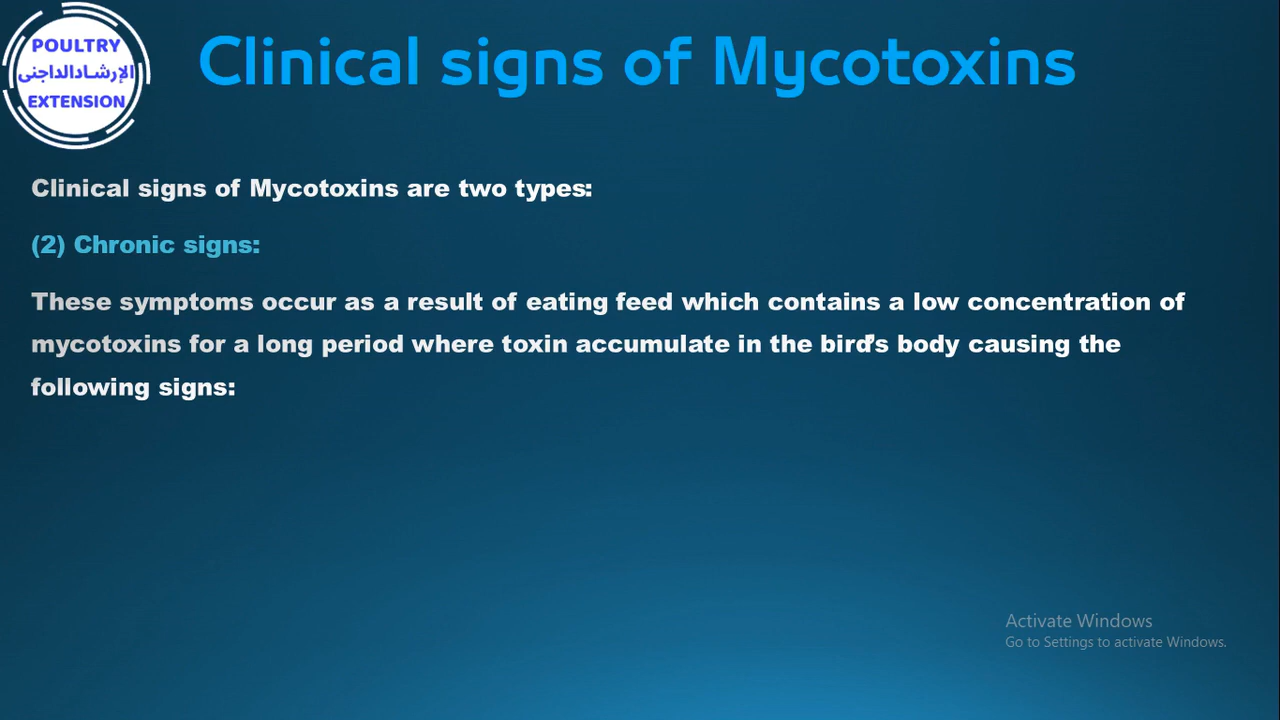 POULTRY
الإرشادالداجنى
EXTENSION
Clinical signs of Mycotoxins
Clinical signs of Mycotoxins are two types:
(2) Chronic signs:
These symptoms occur as a result of eating feed which contains a low concentration of
mycotoxins for a long period where toxin accumulate in the bird's body causing the
following signs:
Activate Windows
Go to Settings to activate Windows.